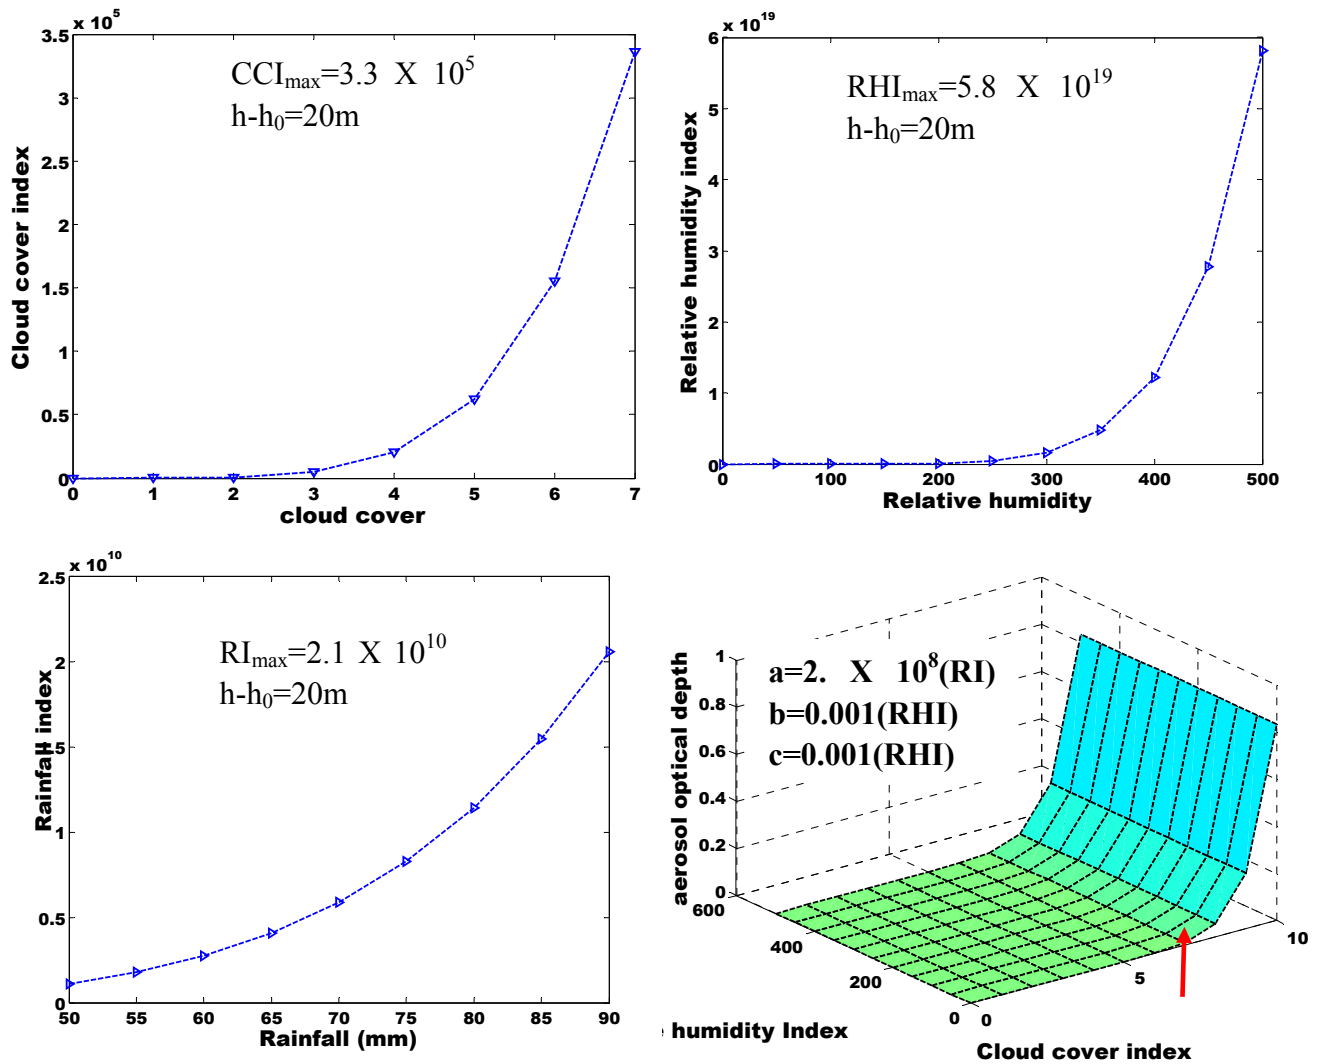 x 10^5
3.5
3
3.5
2
1.5
1
0.5
0
0 1 2 3 4 5 6 7
Cloud cover index
cloud cover
CCI_max=3.3 X 10^5
h-h_0=20m
x 10^19
6
5
4
3
2
1
0
0 100 200 300 400 500
Relative humidity index
Relative humidity
RHI_max=5.8 X 10^19
h-h_0=20m
x 10^10
2.5
2
1.5
1
0.5
0
50 55 60 65 70 75 80 85 90
Rainfall index
Rainfall (mm)
RI_max=2.1 X 10^10
h-h_0=20m
1
0.8
0.6
0.4
0.2
0
600
400
200
0
0
5
10
aerosol optical depth
a=2. X 10^8(RI)
b=0.001(RHI)
c=0.001(RHI)
humidity Index
Cloud cover index